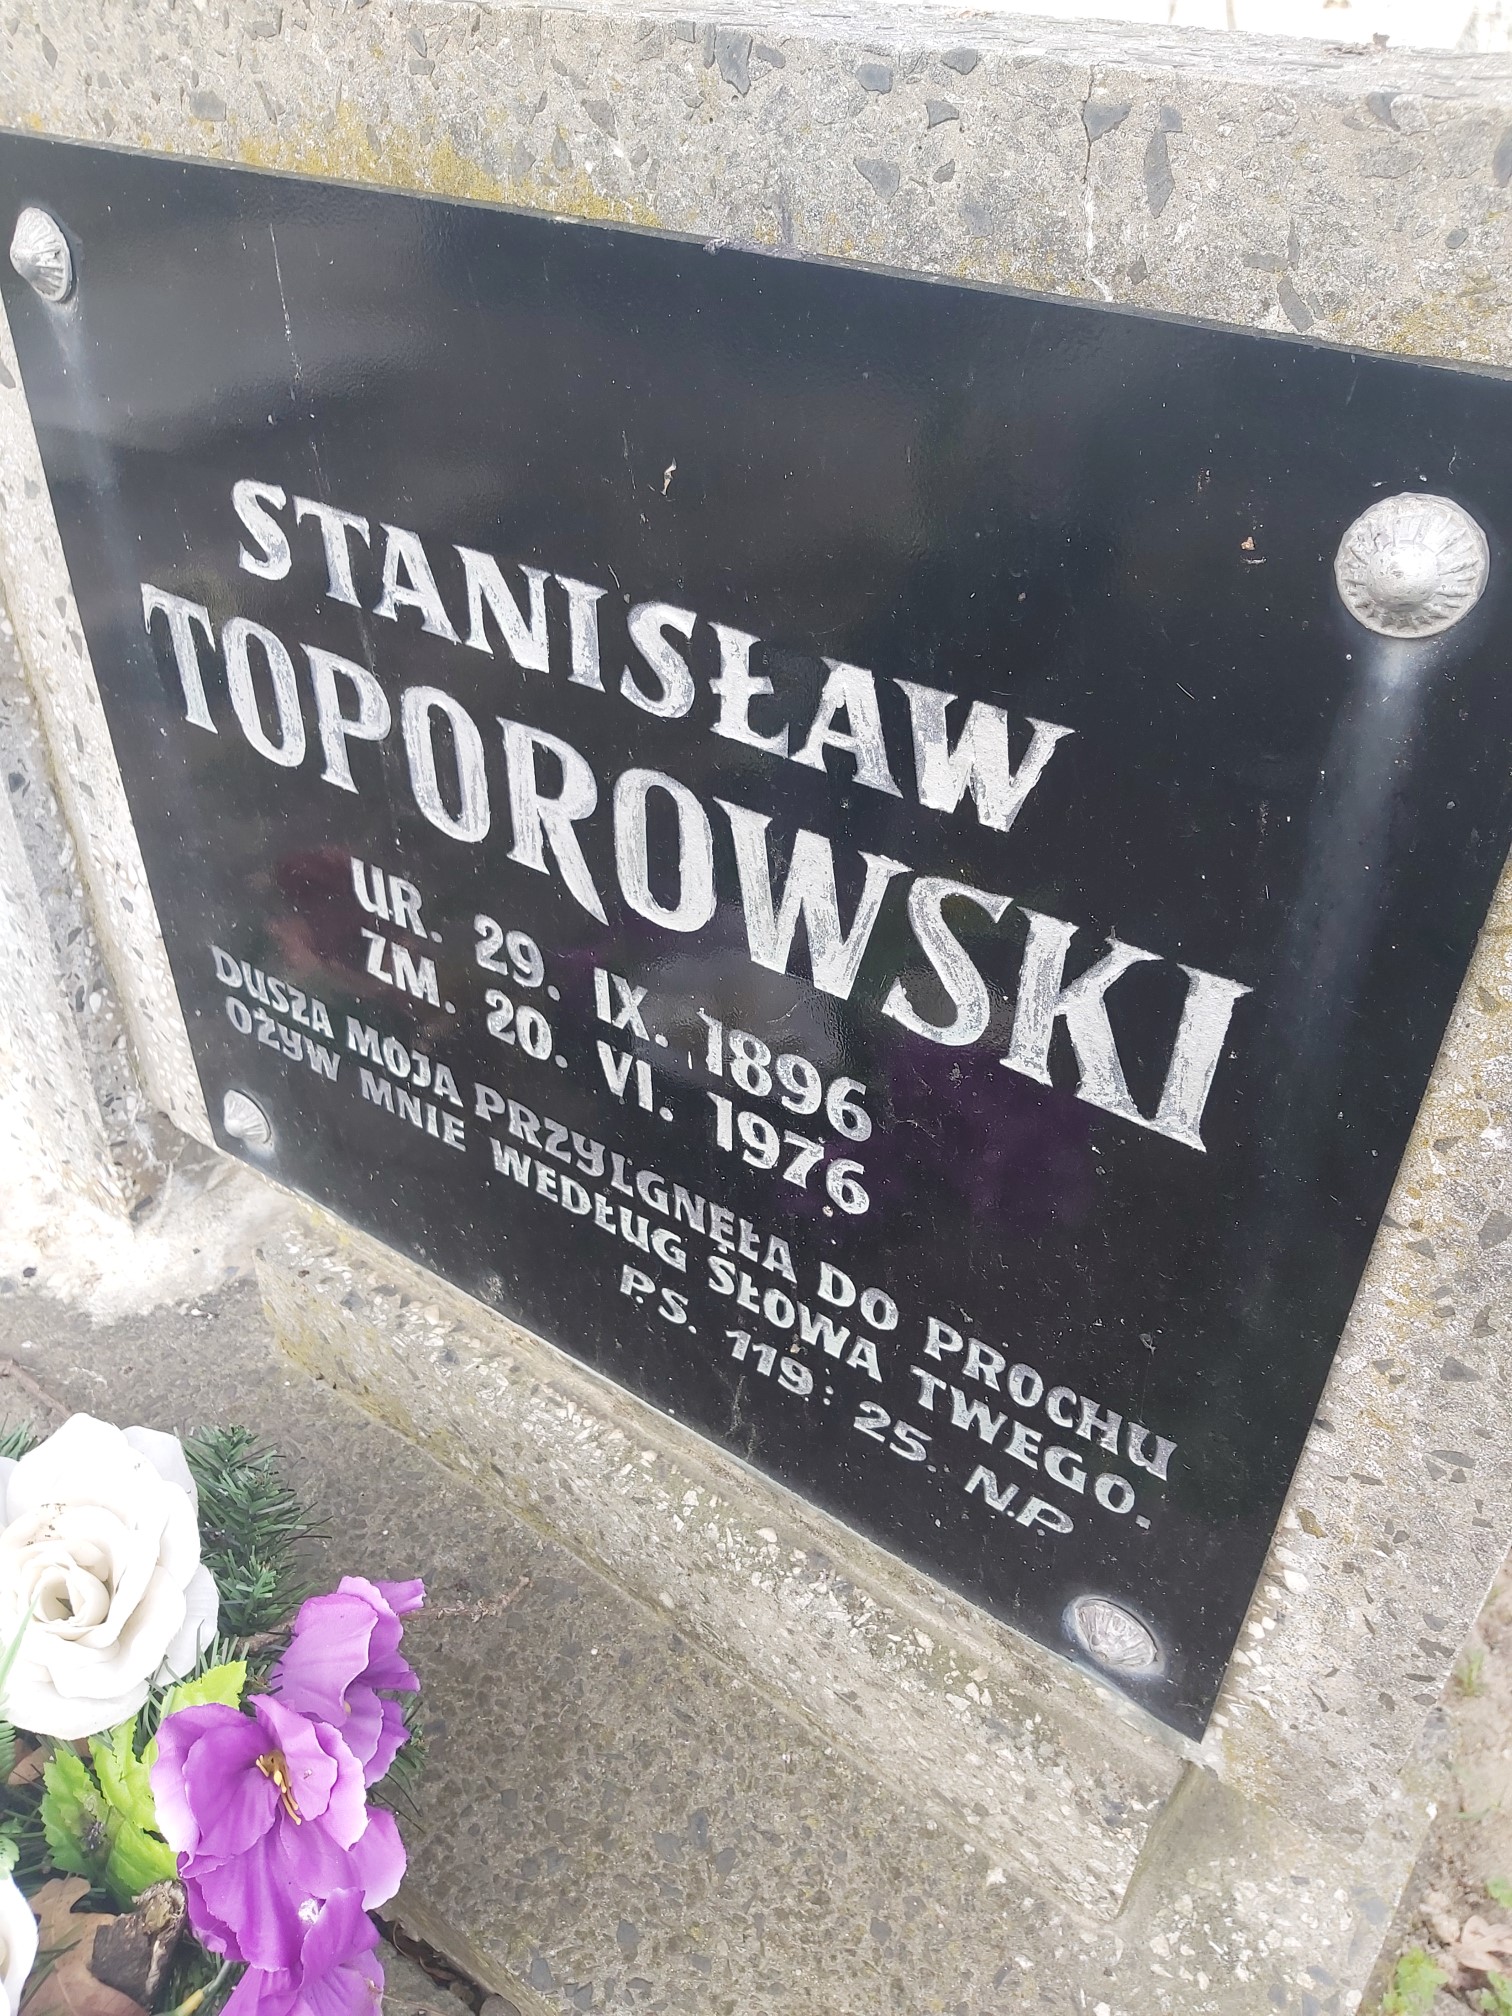 STANISŁAW
TOPOROWSKI
UR. 29. IX. 1896
ZM. 20. VI. 1976
DUSZA MOJA PRZYLGNĘŁA DO PROCHU
OŻYW MNIE WEDŁUG SŁOWA TWEGO.
P.S. 119:25. N.P.